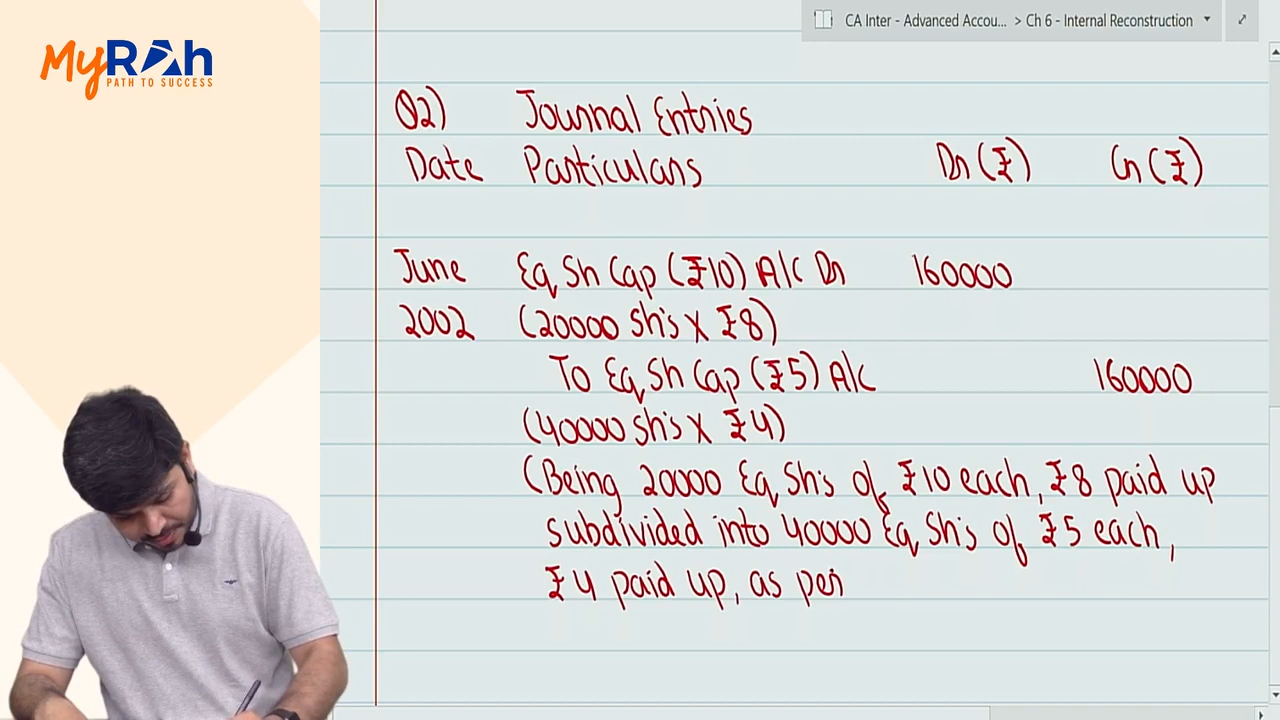 MyRAh
PATH TO SUCCESS
CA Inter - Advanced Accou... > Ch 6 - Internal Reconstruction
Q2) Journal Entries
Date Particulars Dr (₹) Cr (₹)
June Eq Sh Cap (₹10) A/c Dr 160000
2002 (20000 sh's x ₹8)
To Eq Sh Cap (₹5) A/c 160000
(40000 sh's x ₹4)
(Being 20000 Eq Sh's of ₹10 each, ₹8 paid up
subdivided into 40000 Eq Sh's of ₹5 each,
₹4 paid up, as per